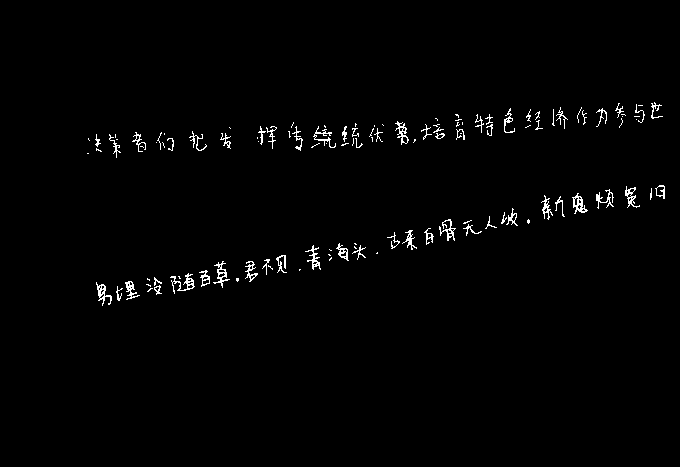 决策者们把发挥传统统优势,培育特色经济作为参与世
男埋没随百草.君不见.青海头.古来白骨无人收.新鬼烦冤旧